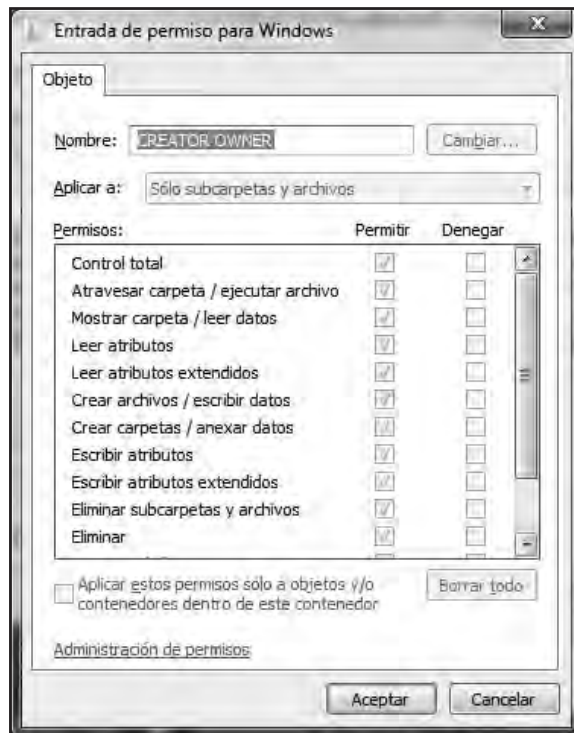 Entrada de permiso para Windows
Objeto
Nombre: CREATOR OWNER Cambiar...
Aplicar a: Sólo subcarpetas y archivos
Permisos: Permitir Denegar
Control total
Atravesar carpeta / ejecutar archivo
Mostrar carpeta / leer datos
Leer atributos
Leer atributos extendidos
Crear archivos / escribir datos
Crear carpetas / anexar datos
Escribir atributos
Escribir atributos extendidos
Eliminar subcarpetas y archivos
Eliminar
Aplicar estos permisos sólo a objetos y/o
contenedores dentro de este contenedor
Borrar todo
Administración de permisos
Aceptar Cancelar